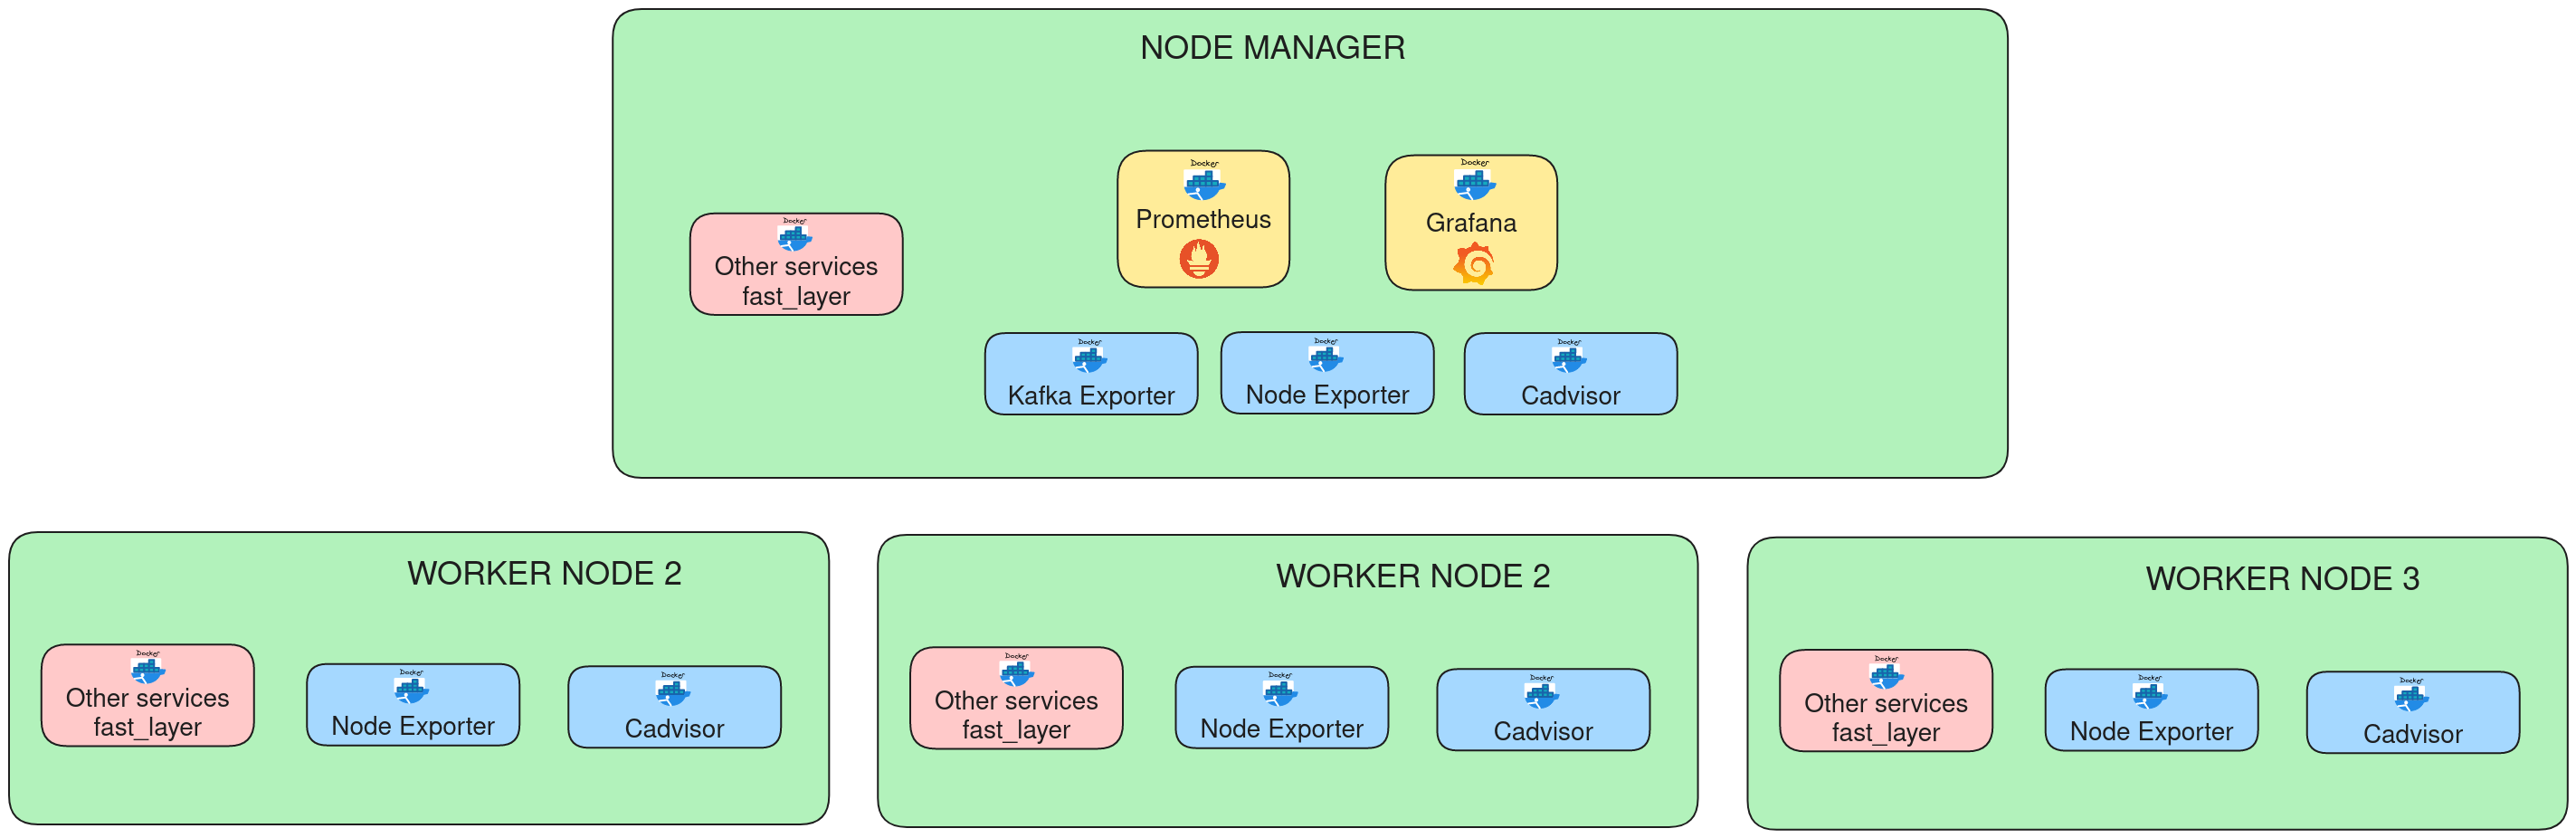 NODE MANAGER
Docker
Prometheus
Docker
Grafana
Docker
Other services
fast_layer
Docker
Kafka Exporter
Docker
Node Exporter
Docker
Cadvisor
WORKER NODE 2
Docker
Other services
fast_layer
Docker
Node Exporter
Docker
Cadvisor
WORKER NODE 2
Docker
Other services
fast_layer
Docker
Node Exporter
Docker
Cadvisor
WORKER NODE 3
Docker
Other services
fast_layer
Docker
Node Exporter
Docker
Cadvisor